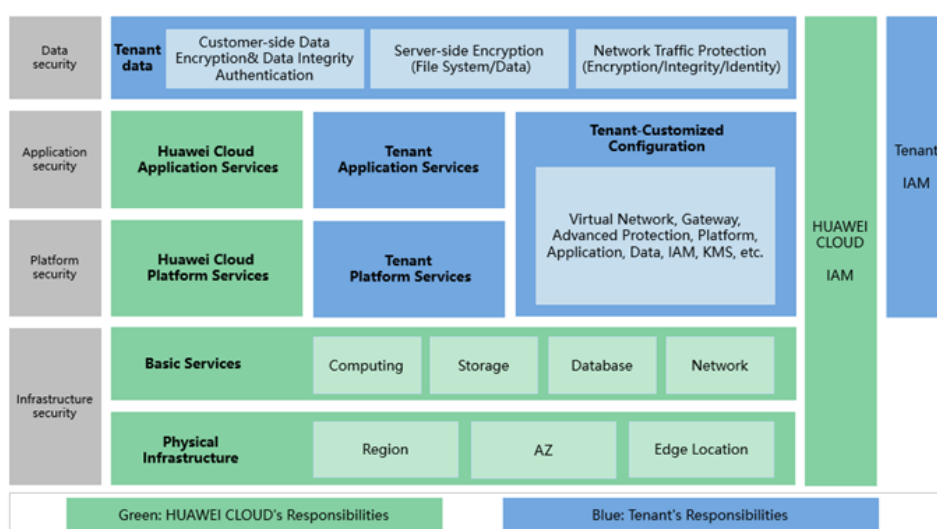 Data
security
Tenant
data
Customer-side Data
Encryption& Data Integrity
Authentication
Server-side Encryption
(File System/Data)
Network Traffic Protection
(Encryption/Integrity/Identity)
Application
security
Huawei Cloud
Application Services
Tenant
Application Services
Tenant-Customized
Configuration
Virtual Network, Gateway,
Advanced Protection, Platform,
Application, Data, IAM, KMS, etc.
Platform
security
Huawei Cloud
Platform Services
Tenant
Platform Services
Infrastructure
security
Basic Services
Computing
Storage
Database
Network
Physical
Infrastructure
Region
AZ
Edge Location
HUAWEI
CLOUD
IAM
Tenant
IAM
Green: HUAWEI CLOUD's Responsibilities
Blue: Tenant's Responsibilities